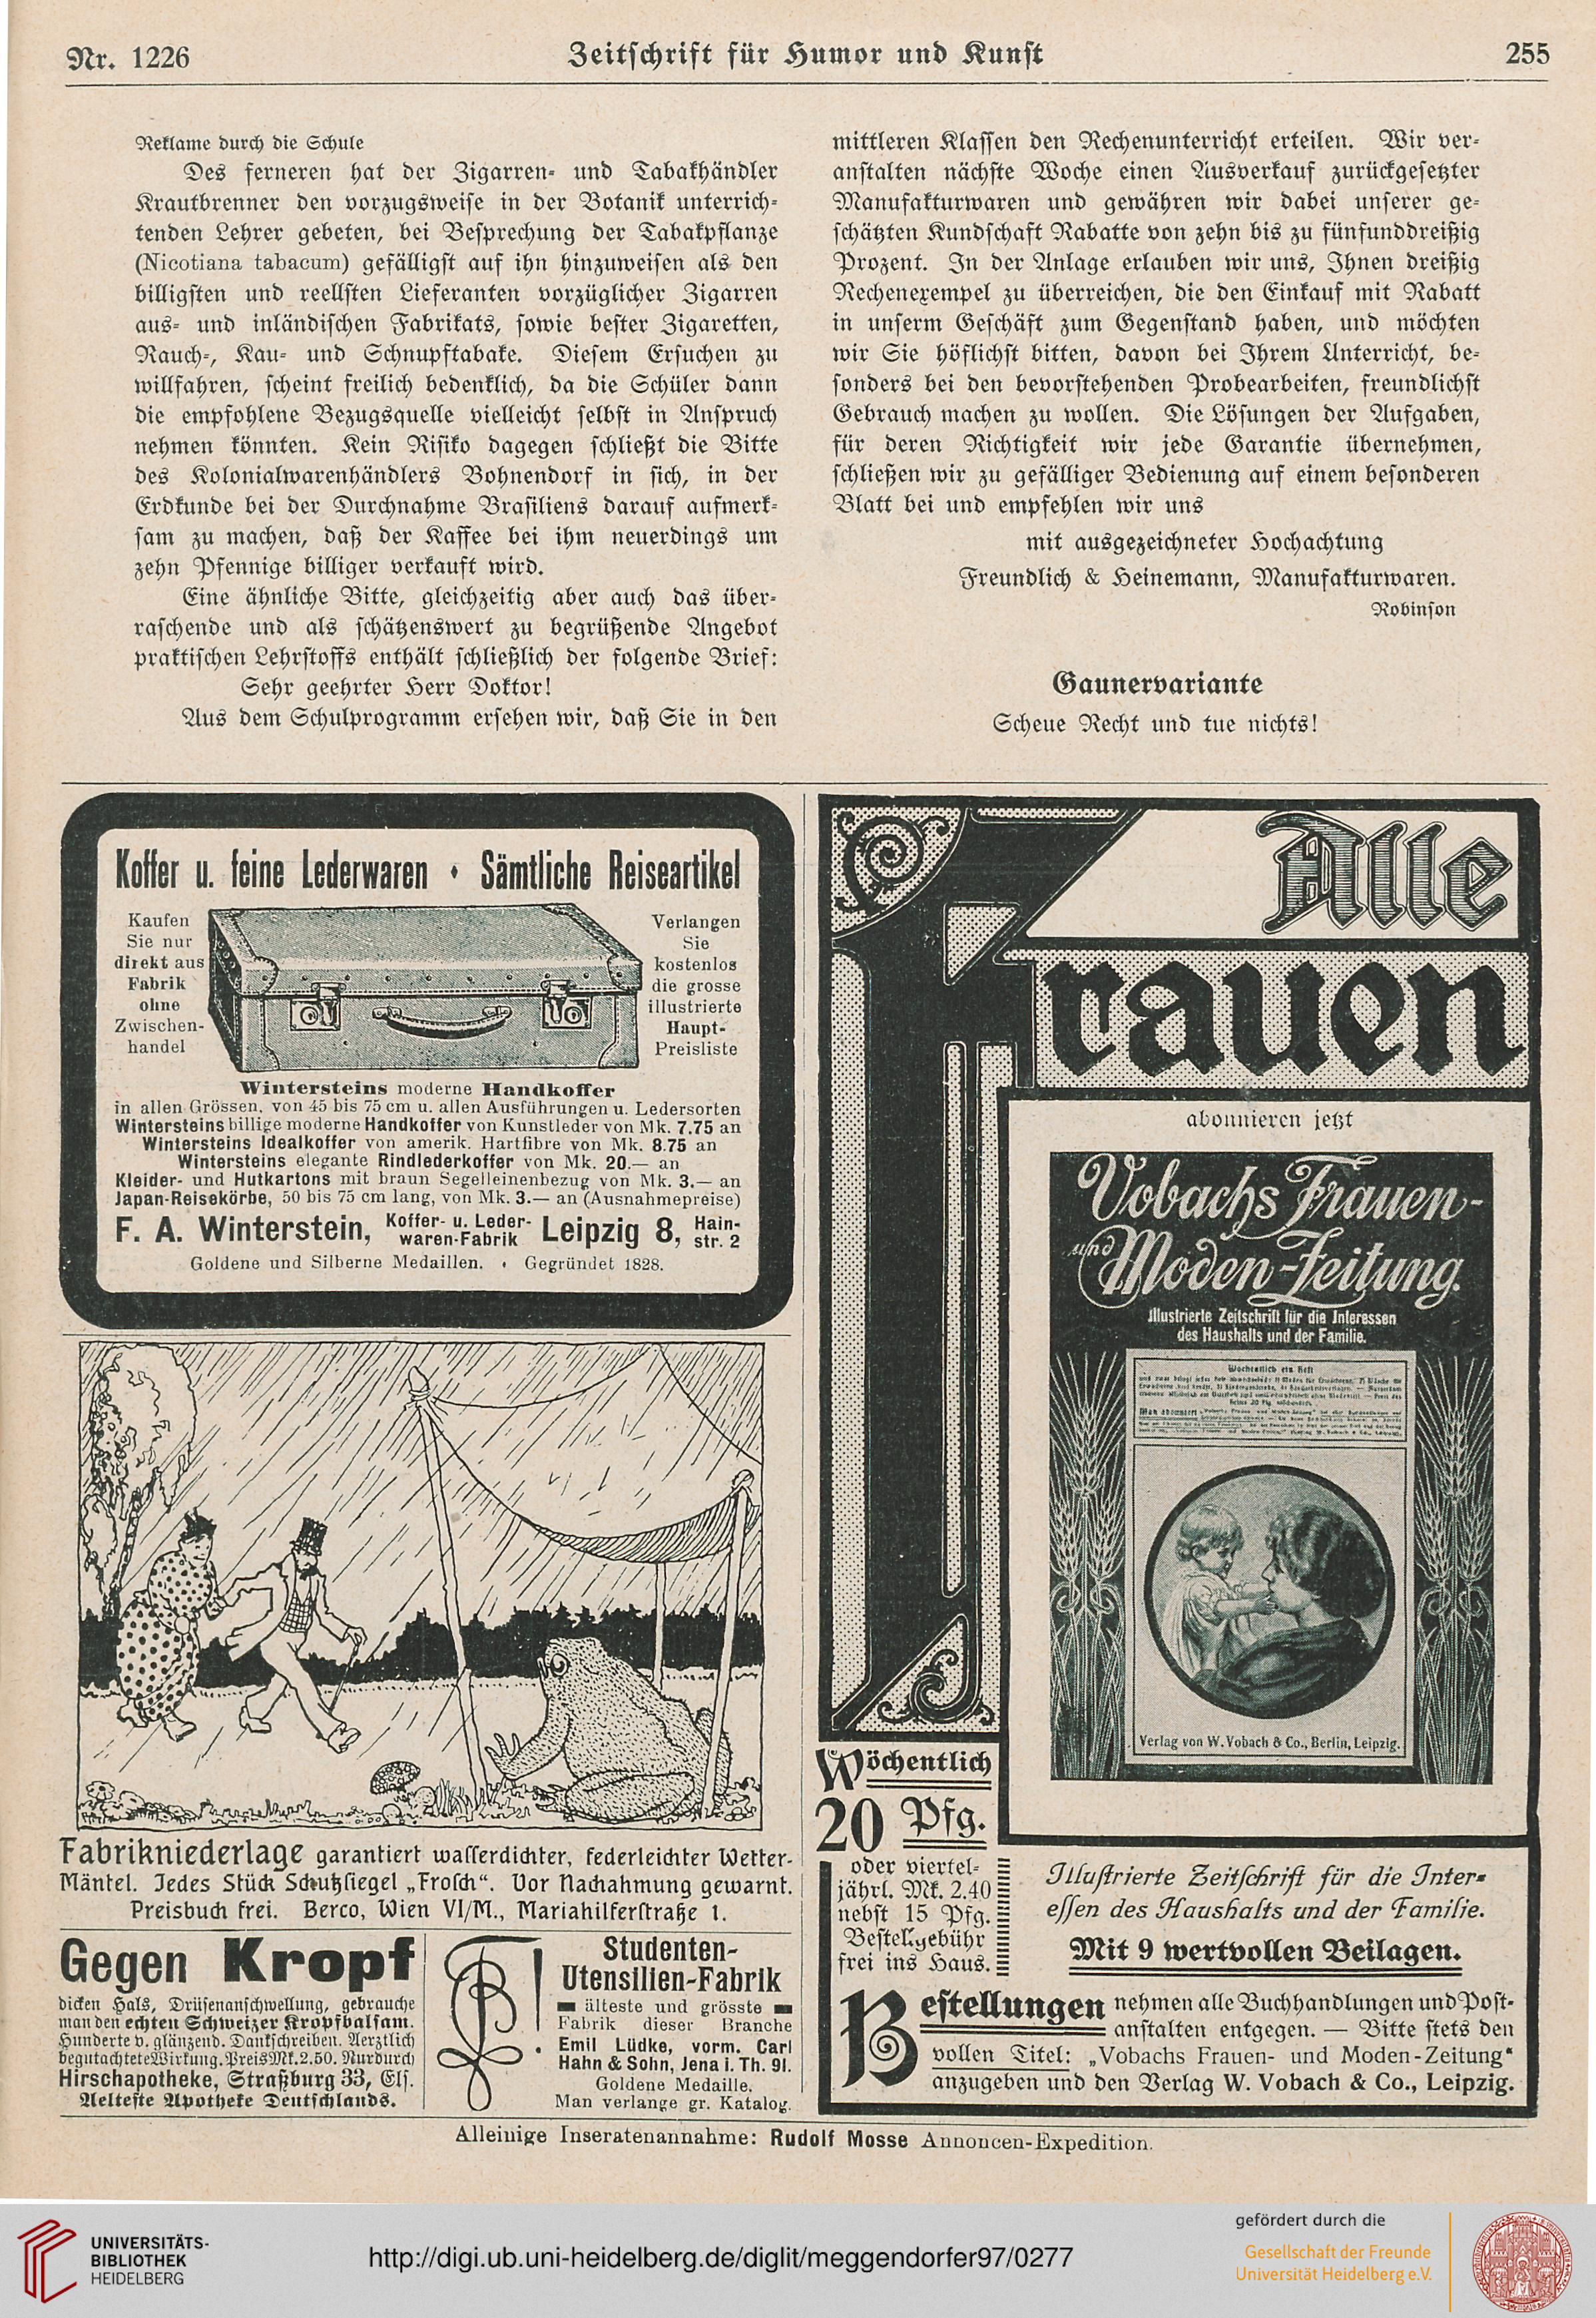 Nr. 1226
Zeitschrift für Humor und Kunst
255
Reklame durch die Schule
Des ferneren hat der Zigarren- und Tabakhändler
Krautbrenner den vorzugsweise in der Botanik unterrich-
tenden Lehrer gebeten, bei Besprechung der Tabakpflanze
(Nicotiana tabacum) gefälligst auf ihn hinzuweisen als den
billigsten und reellsten Lieferanten vorzüglicher Zigarren
aus- und inländischen Fabrikats, sowie bester Zigaretten,
Rauch-, Kau- und Schnupftabake. Diesem Ersuchen zu
willfahren, scheint freilich bedenklich, da die Schüler dann
die empfohlene Bezugsquelle vielleicht selbst in Anspruch
nehmen könnten. Kein Risiko dagegen schließt die Bitte
des Kolonialwarenhändlers Bohnendorf in sich, in der
Erdkunde bei der Durchnahme Brasiliens darauf aufmerk-
sam zu machen, daß der Kaffee bei ihm neuerdings um
zehn Pfennige billiger verkauft wird.
Eine ähnliche Bitte, gleichzeitig aber auch das über-
raschende und als schätzenswert zu begrüßende Angebot
praktischen Lehrstoffs enthält schließlich der folgende Brief:
Sehr geehrter Herr Doktor!
Aus dem Schulprogramm ersehen wir, daß Sie in den
mittleren Klassen den Rechenunterricht erteilen. Wir ver-
anstalten nächste Woche einen Ausverkauf zurückgesetzter
Manufakturwaren und gewähren wir dabei unserer ge-
schätzten Kundschaft Rabatte von zehn bis zu fünfunddreißig
Prozent. In der Anlage erlauben wir uns, Ihnen dreißig
Rechenexempel zu überreichen, die den Einkauf mit Rabatt
in unserm Geschäft zum Gegenstand haben, und möchten
wir Sie höflichst bitten, davon bei Ihrem Unterricht, be-
sonders bei den bevorstehenden Probearbeiten, freundlichst
Gebrauch machen zu wollen. Die Lösungen der Aufgaben,
für deren Richtigkeit wir jede Garantie übernehmen,
schließen wir zu gefälliger Bedienung auf einem besonderen
Blatt bei und empfehlen wir uns
mit ausgezeichneter Hochachtung
Freundlich & Heinemann, Manufakturwaren.
Robinson
Gaunervariante
Scheue Recht und tue nichts!
Koffer u. feine Lederwaren • Sämtliche Reiseartikel
Kaufen
Sie nur
direkt aus
Fabrik
ohne
Zwischen-
handel
Verlangen
Sie
kostenlos
die grosse
illustrierte
Haupt-
Preisliste
Wintersteins moderne Handkoffer
in allen Grössen, von 45 bis 75 cm u. allen Ausführungen u. Ledersorten
Wintersteins billige moderne Handkoffer von Kunstleder von Mk. 7.75 an
Wintersteins Idealkoffer von amerik. Hartfibre von Mk. 8.75 an
Wintersteins elegante Rindlederkoffer von Mk. 20.— an
Kleider- und Hutkartons mit braun Segelleinenbezug von Mk. 3.— an
Japan-Reisekörbe, 50 bis 75 cm lang, von Mk. 3.— an (Ausnahmepreise)
F. A. Winterstein, Koffer- u. Leder-waren-Fabrik Leipzig 8, Hain-str. 2
Goldene und Silberne Medaillen. • Gegründet 1828.
Fabrikniederlage garantiert wasserdichter, federleichter Wetter-
Mäntel. Jedes Stück Schutzsiegel „Frosch“. Vor Nachahmung gewarnt.
Preisbuch frei. Berco, Wien VI/M., Mariahilferstraße 1.
Gegen Kropf
dicken Hals, Drüsenanschwellung, gebrauche
man den echten Schweizer Kropfbalsam.
Hunderte v. glänzend. Dankschreiben. Aerztlich
begutachtete Wirkung. Preis Mk. 2.50. Nur durch
Hirschapotheke, Straßburg 33, Els.
Aelteste Apotheke Deutschlands.
Studenten-
Utensilien-Fabrik
älteste und grösste
Fabrik dieser Branche
Emil Lüdke, vorm. Carl
Hahn & Sohn, Jena i. Th. 91.
Goldene Medaille.
Man verlange gr. Katalog.
Alle
Frauen
abonnieren jetzt
Vobachs Frauen-
und Moden-Zeitung.
Illustrierte Zeitschrift für die Interessen
des Haushalts und der Familie.
Wöchentlich ein Heft
Verlag von W. Vobach & Co., Berlin, Leipzig.
Wöchentlich
20 Pfg.
oder viertel-
jährl. Mk. 2.40
nebst 15 Pfg.
Bestellgebühr
frei ins Haus.
Illustrierte Zeitschrift für die Inter-
essen des Haushalts und der Familie.
Mit 9 wertvollen Beilagen.
Bestellungen nehmen alle Buchhandlungen und Post-
anstalten entgegen. — Bitte stets den
vollen Titel: „Vobachs Frauen- und Moden-Zeitung“
anzugeben und den Verlag W. Vobach & Co., Leipzig.
Alleinige Inseratenannahme: Rudolf Mosse Annoncen-Expedition.
UNIVERSITÄTS-
BIBLIOTHEK
HEIDELBERG
http://digi.ub.uni-heidelberg.de/diglit/meggendorfer97/0277
gefördert durch die
Gesellschaft der Freunde
Universität Heidelberg e.V.